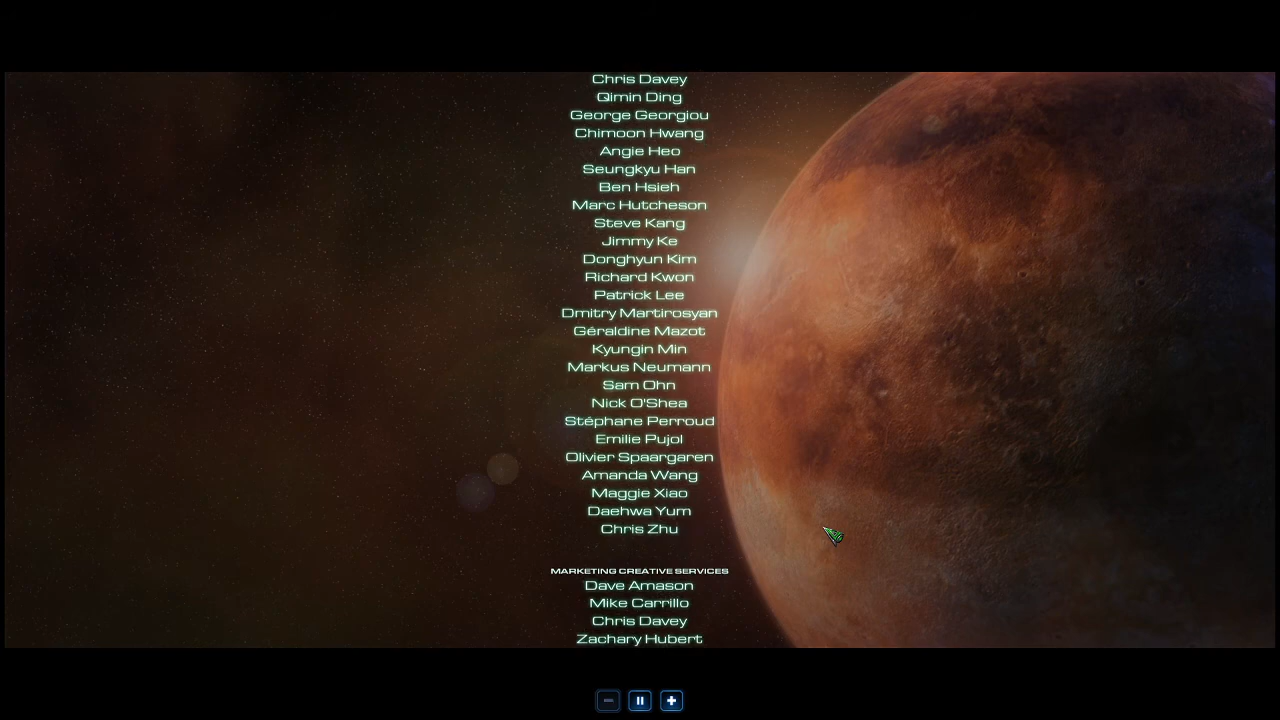 Chris Davey
Qimin Ding
George Georgiou
Chimoon Hwang
Angie Heo
Seungkyu Han
Ben Hsieh
Marc Hutcheson
Steve Kang
Jimmy Ke
Donghyun Kim
Richard Kwon
Patrick Lee
Dmitry Martirosyan
Géraldine Mazot
Kyungin Min
Markus Neumann
Sam Ohn
Nick O'Shea
Stéphane Perroud
Emilie Pujol
Olivier Spaargaren
Amanda Wang
Maggie Xiao
Daehwa Yum
Chris Zhu
MARKETING CREATIVE SERVICES
Dave Amason
Mike Carrillo
Chris Davey
Zachary Hubert